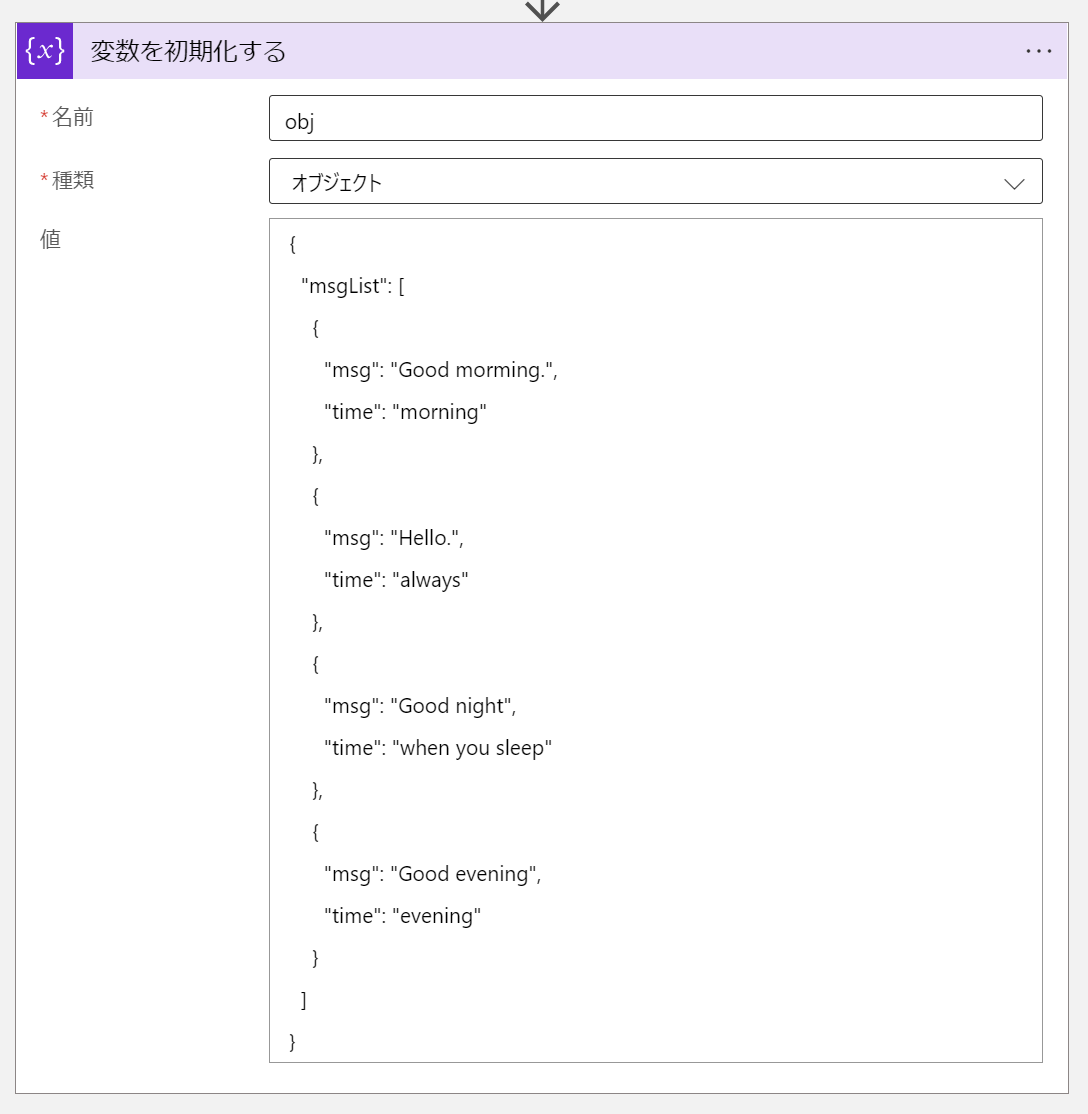 {x} 変数を初期化する ···
*名前 obj
*種類 オブジェクト
値
{
"msgList": [
{
"msg": "Good morming.",
"time": "morning"
},
{
"msg": "Hello.",
"time": "always"
},
{
"msg": "Good night",
"time": "when you sleep"
},
{
"msg": "Good evening",
"time": "evening"
}
]
}